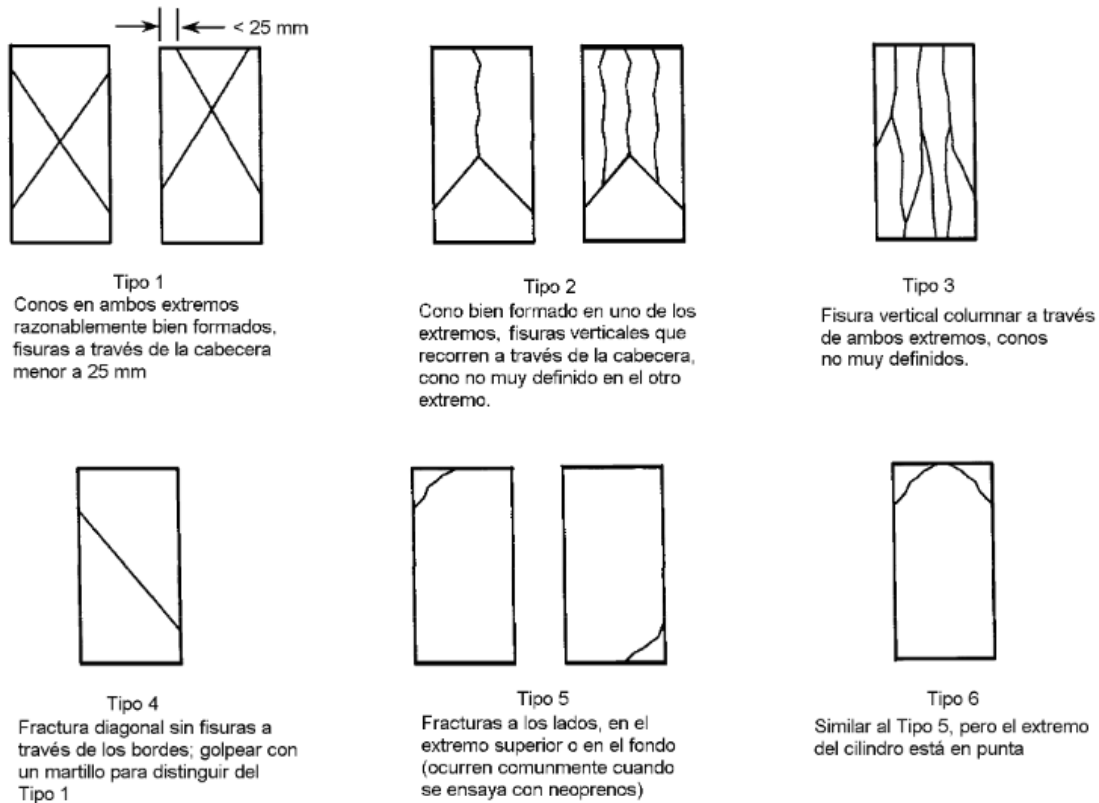 < 25 mm
Tipo 1
Conos en ambos extremos
razonablemente bien formados,
fisuras a través de la cabecera
menor a 25 mm
Tipo 2
Cono bien formado en uno de los
extremos, fisuras verticales que
recorren a través de la cabecera,
cono no muy definido en el otro
extremo.
Tipo 3
Fisura vertical columnar a través
de ambos extremos, conos
no muy definidos.
Tipo 4
Fractura diagonal sin fisuras a
través de los bordes; golpear con
un martillo para distinguir del
Tipo 1
Tipo 5
Fracturas a los lados, en el
extremo superior o en el fondo
(ocurren comunmente cuando
se ensaya con neoprenos)
Tipo 6
Similar al Tipo 5, pero el extremo
del cilindro está en punta